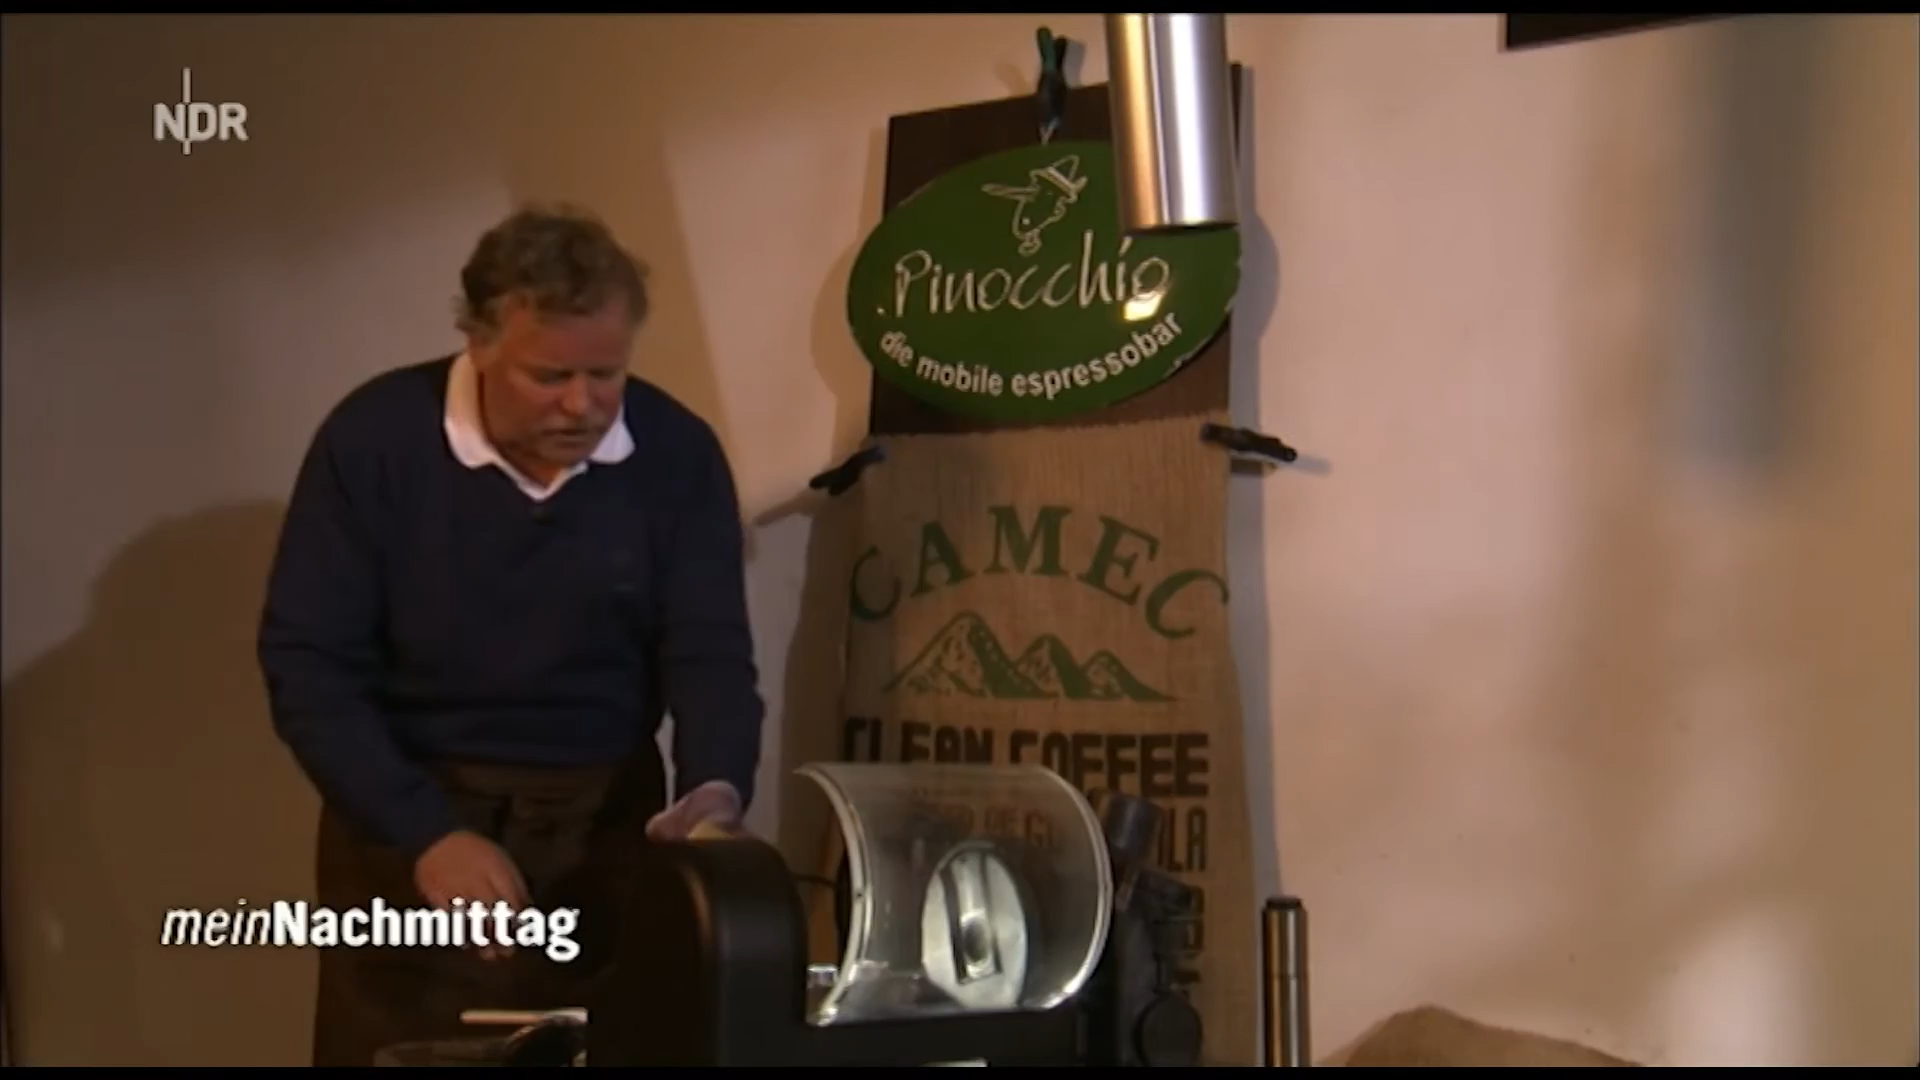 NDR
Pinocchio
die mobile espressobar
CAMEC
CLEAN COFFEE
meinNachmittag